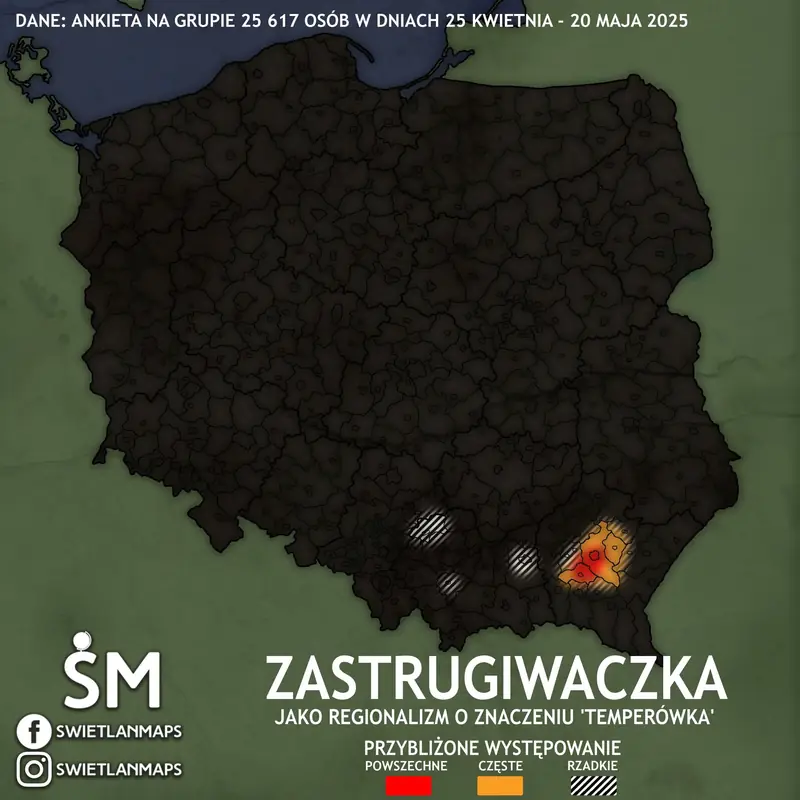 DANE: ANKIETA NA GRUPIE 25 617 OSÓB W DNIACH 25 KWIETNIA - 20 MAJA 2025
ŚM
SWIETLANMAPS
SWIETLANMAPS
ZASTRUGIWACZKA
JAKO REGIONALIZM O ZNACZENIU 'TEMPERÓWKA'
PRZYBLIŻONE WYSTĘPOWANIE
POWSZECHNE CZĘSTE RZADKIE